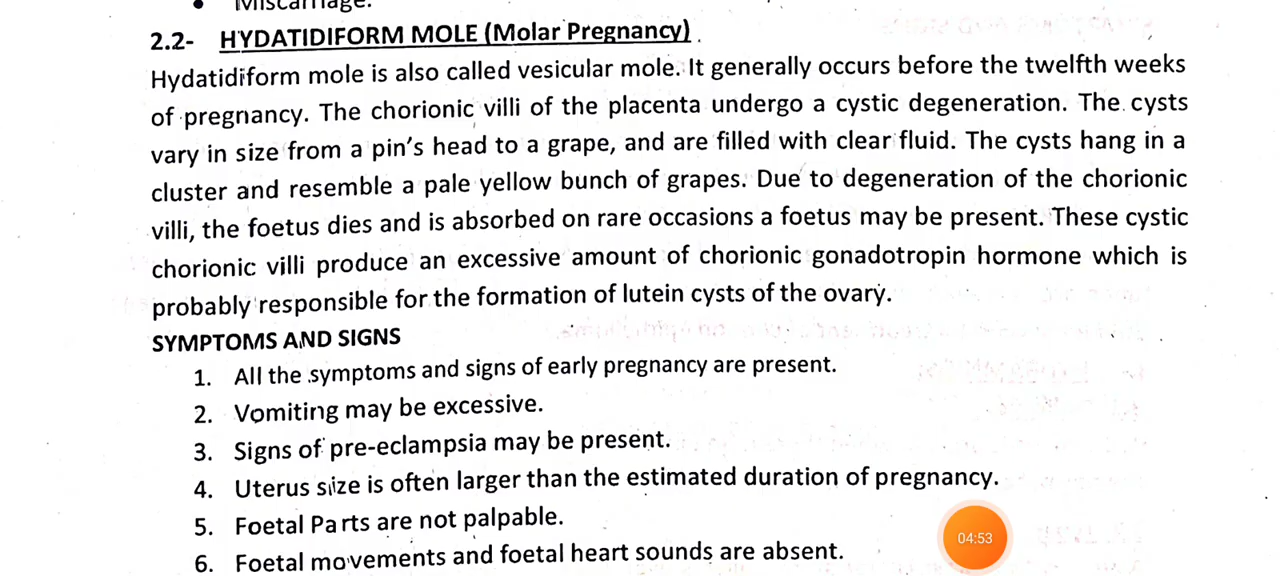 • Miscarriage.
2.2- HYDATIDIFORM MOLE (Molar Pregnancy)
Hydatidiform mole is also called vesicular mole. It generally occurs before the twelfth weeks
of pregnancy. The chorionic villi of the placenta undergo a cystic degeneration. The cysts
vary in size from a pin's head to a grape, and are filled with clear fluid. The cysts hang in a
cluster and resemble a pale yellow bunch of grapes. Due to degeneration of the chorionic
villi, the foetus dies and is absorbed on rare occasions a foetus may be present. These cystic
chorionic villi produce an excessive amount of chorionic gonadotropin hormone which is
probably responsible for the formation of lutein cysts of the ovary.
SYMPTOMS AND SIGNS
1. All the symptoms and signs of early pregnancy are present.
2. Vomiting may be excessive.
3. Signs of pre-eclampsia may be present.
4. Uterus size is often larger than the estimated duration of pregnancy.
5. Foetal Parts are not palpable.
6. Foetal movements and foetal heart sounds are absent.
04:53